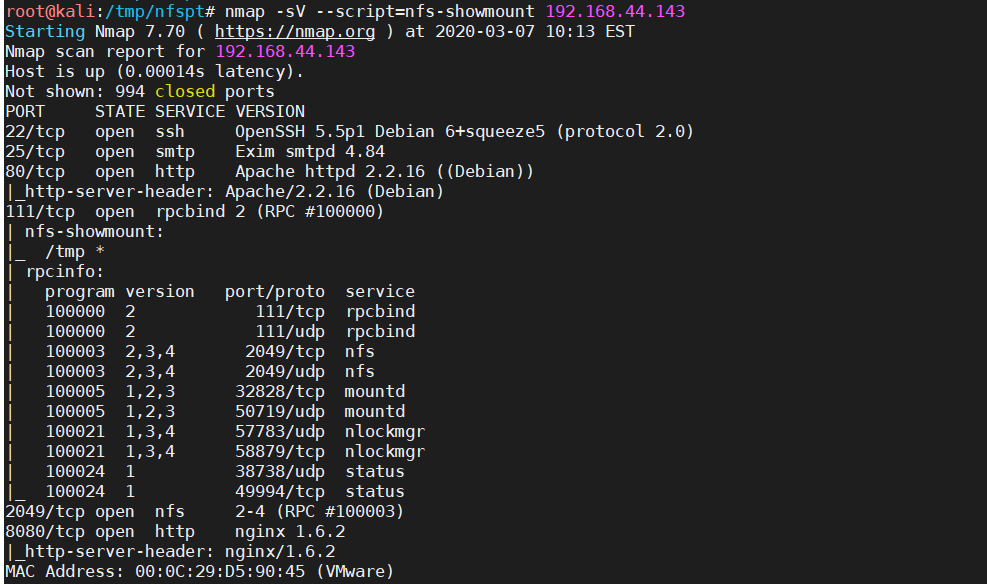 root@kali:/tmp/nfspt# nmap -sV --script=nfs-showmount 192.168.44.143
Starting Nmap 7.70 ( https://nmap.org ) at 2020-03-07 10:13 EST
Nmap scan report for 192.168.44.143
Host is up (0.00014s latency).
Not shown: 994 closed ports
PORT     STATE SERVICE VERSION
22/tcp   open  ssh     OpenSSH 5.5p1 Debian 6+squeeze5 (protocol 2.0)
25/tcp   open  smtp    Exim smtpd 4.84
80/tcp   open  http    Apache httpd 2.2.16 ((Debian))
|_http-server-header: Apache/2.2.16 (Debian)
111/tcp  open  rpcbind 2 (RPC #100000)
| nfs-showmount:
|_  /tmp *
| rpcinfo:
|   program version   port/proto  service
|   100000  2            111/tcp  rpcbind
|   100000  2            111/udp  rpcbind
|   100003  2,3,4       2049/tcp  nfs
|   100003  2,3,4       2049/udp  nfs
|   100005  1,2,3      32828/tcp  mountd
|   100005  1,2,3      50719/udp  mountd
|   100021  1,3,4      57783/udp  nlockmgr
|   100021  1,3,4      58879/tcp  nlockmgr
|   100024  1          38738/udp  status
|_  100024  1          49994/tcp  status
2049/tcp open  nfs     2-4 (RPC #100003)
8080/tcp open  http    nginx 1.6.2
|_http-server-header: nginx/1.6.2
MAC Address: 00:0C:29:D5:90:45 (VMware)